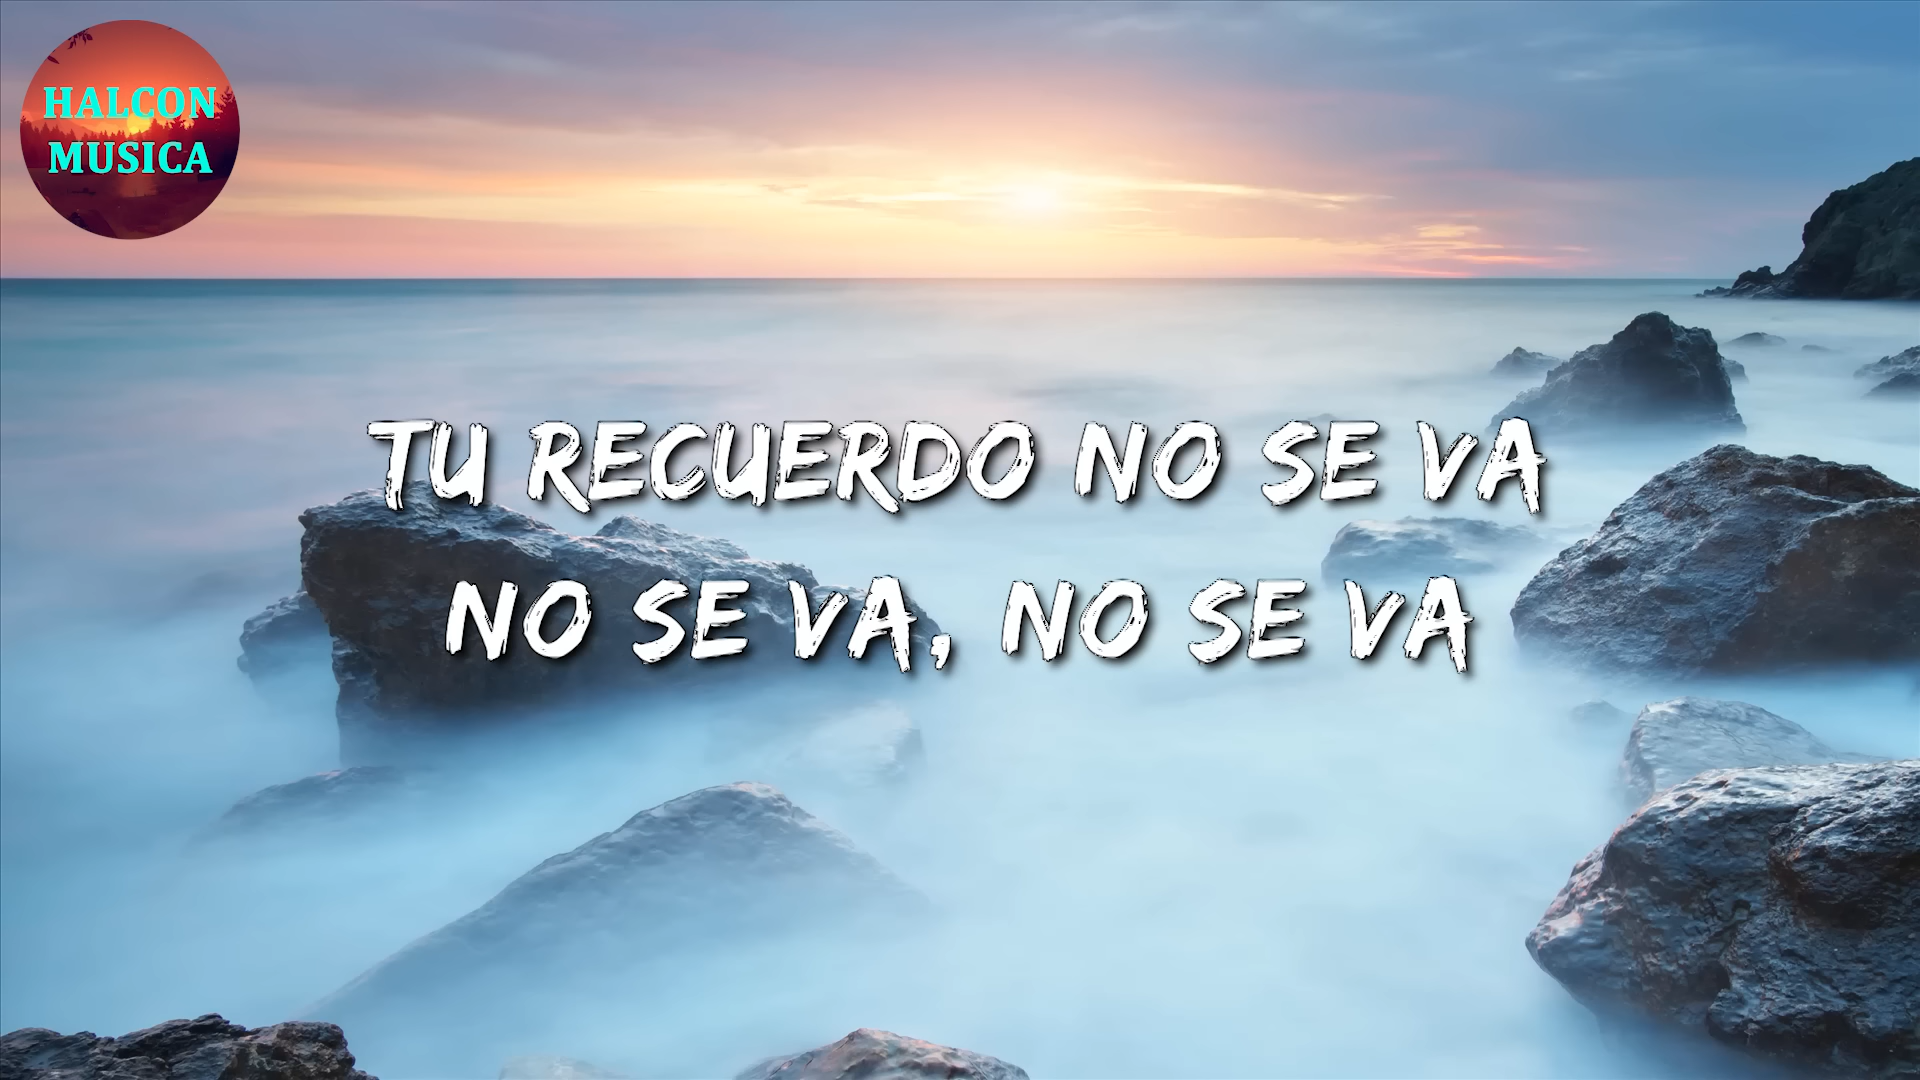 HALCON
MUSICA
TU RECUERDO NO SE VA
NO SE VA, NO SE VA